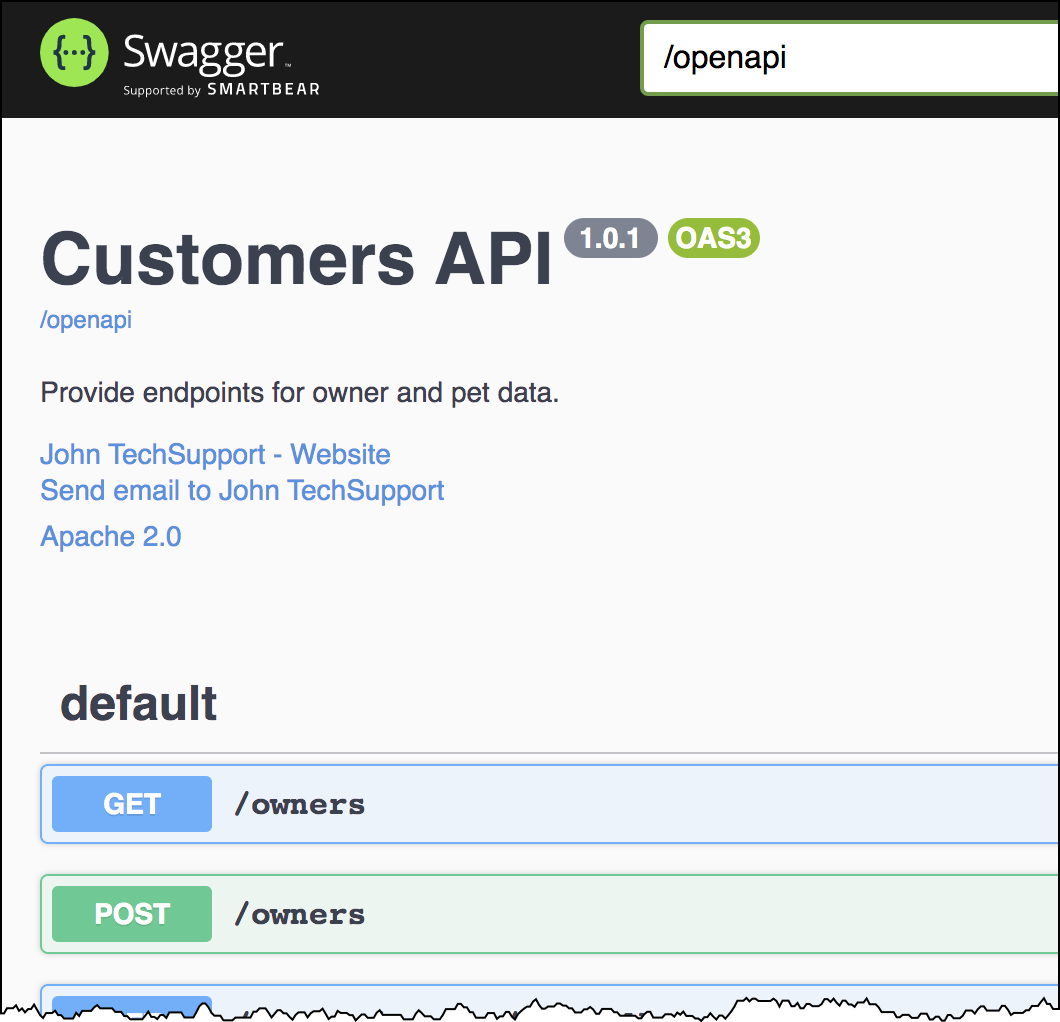 {···} Swagger™
Supported by SMARTBEAR
/openapi
Customers API 1.0.1 OAS3
/openapi
Provide endpoints for owner and pet data.
John TechSupport - Website
Send email to John TechSupport
Apache 2.0
default
GET /owners
POST /owners